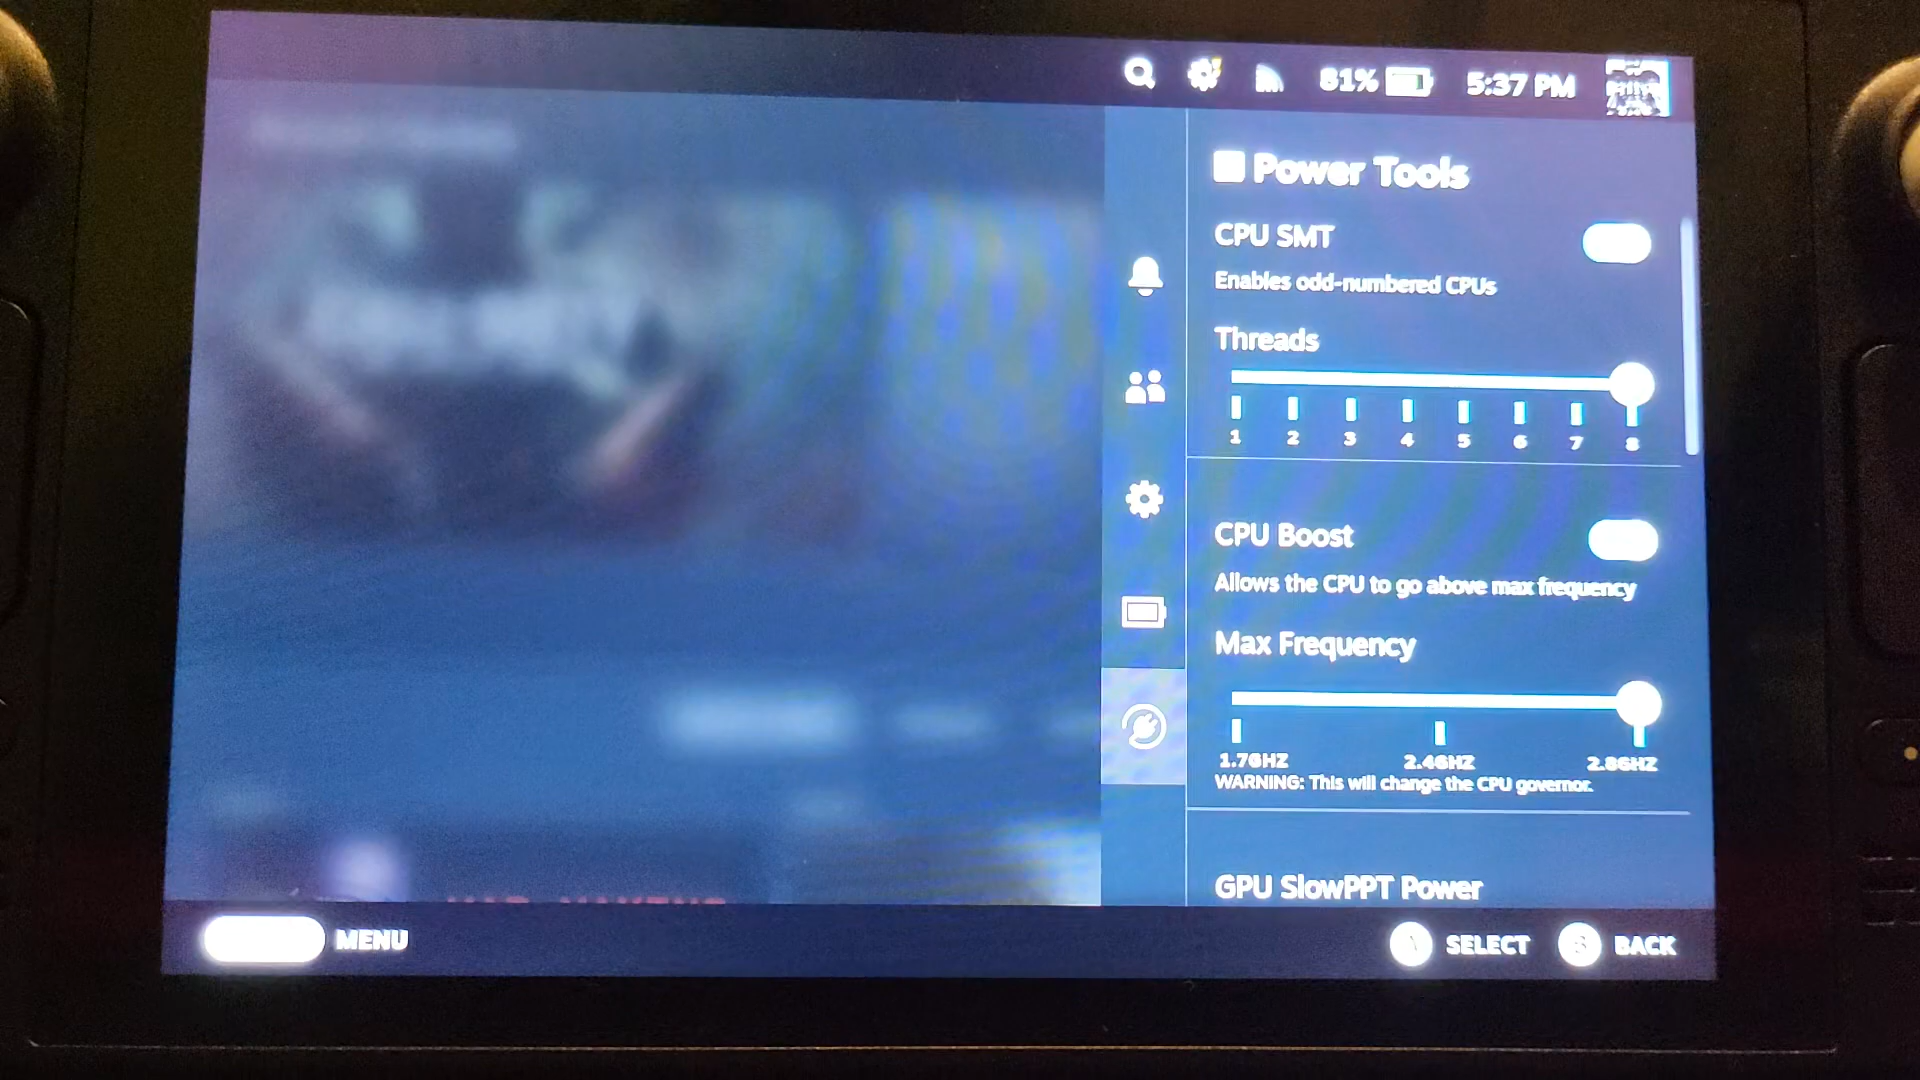 81% 5:37 PM
Power Tools
CPU SMT
Enables odd-numbered CPUs
Threads
1 2 3 4 5 6 7 8
CPU Boost
Allows the CPU to go above max frequency
Max Frequency
1.7GHZ 2.4GHZ 2.8GHZ
WARNING: This will change the CPU governor.
GPU SlowPPT Power
MENU
A SELECT B BACK